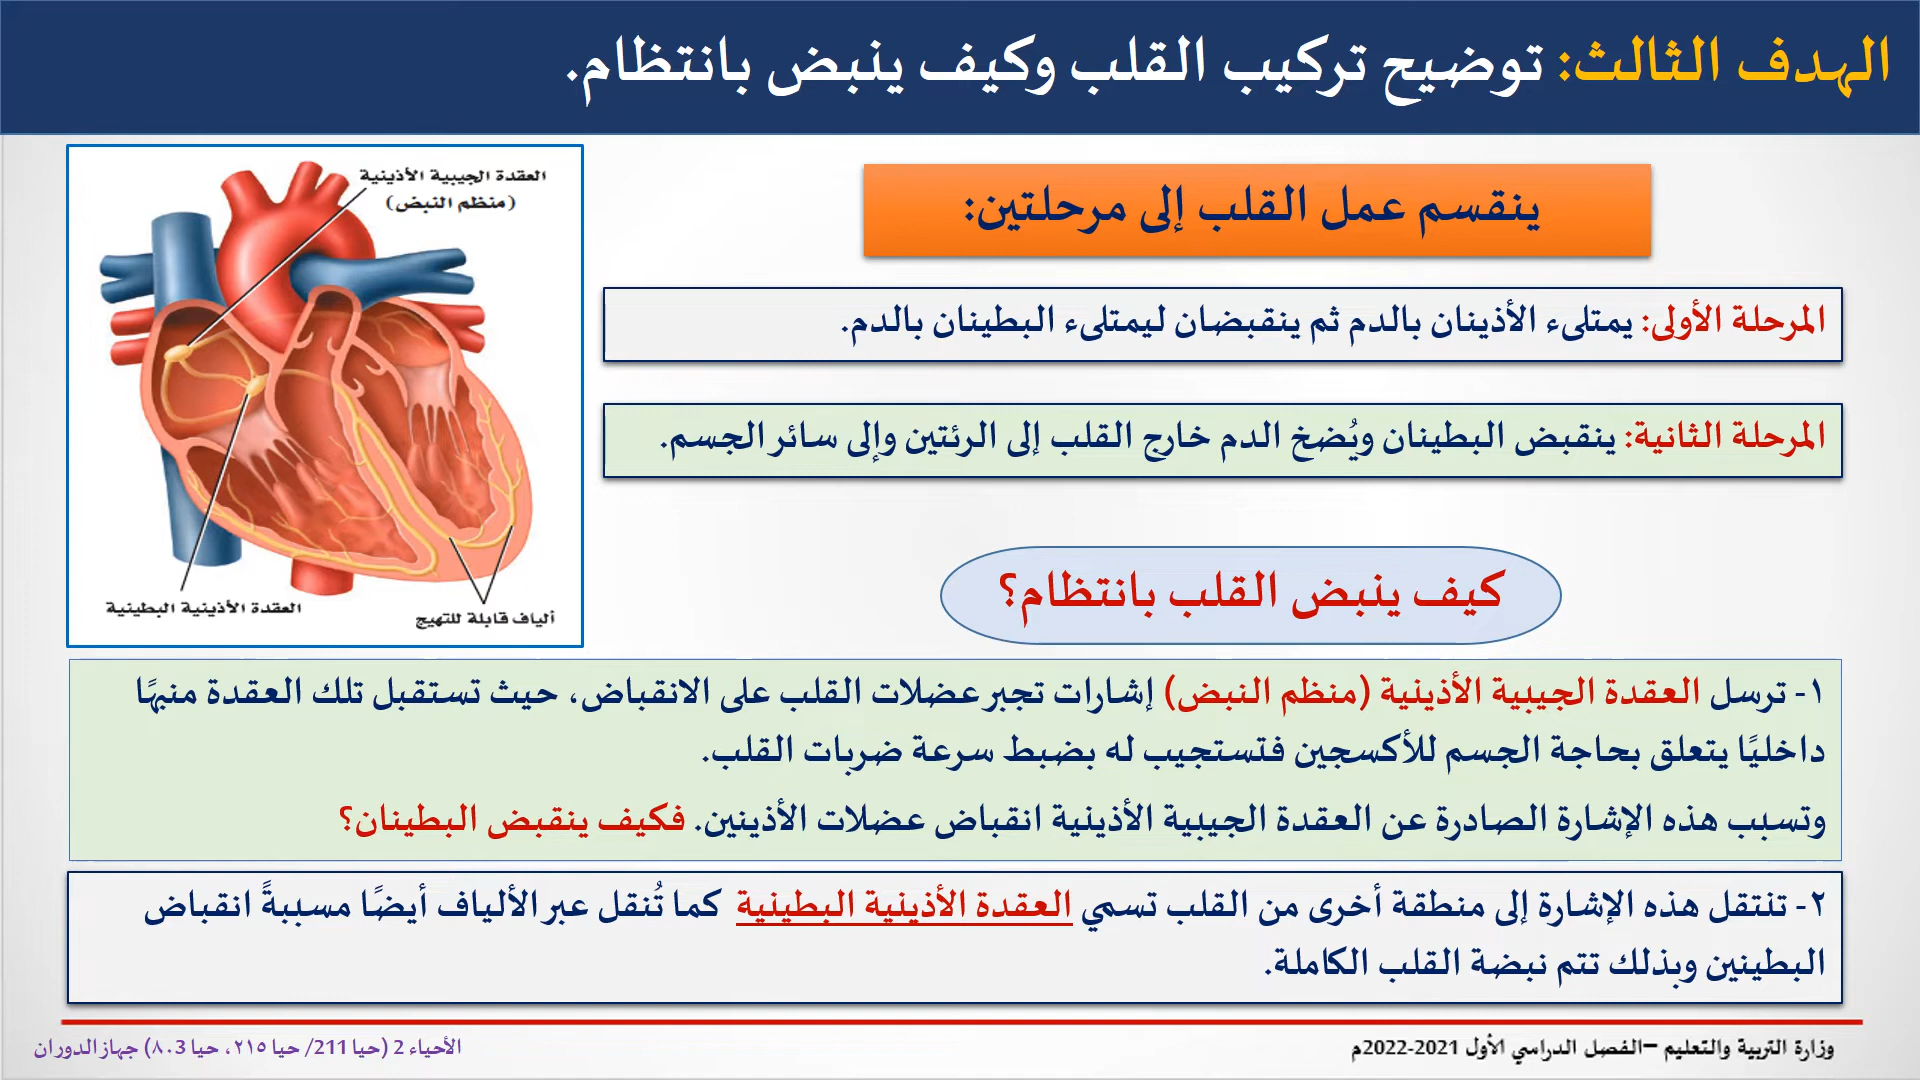 الهدف الثالث: توضيح تركيب القلب وكيف ينبض بانتظام.
ينقسم عمل القلب إلى مرحلتين:
المرحلة الأولى: يمتلىء الأذينان بالدم ثم ينقبضان ليمتلىء البطينان بالدم.
المرحلة الثانية: ينقبض البطينان ويُضخ الدم خارج القلب إلى الرئتين وإلى سائر الجسم.
العقدة الجيبية الأذينية
(منظم النبض)
العقدة الأذينية البطينية
ألياف قابلة للتهيج
كيف ينبض القلب بانتظام؟
١- ترسل العقدة الجيبية الأذينية (منظم النبض) إشارات تجبر عضلات القلب على الانقباض، حيث تستقبل تلك العقدة منبهًا
داخليًا يتعلق بحاجة الجسم للأكسجين فتستجيب له بضبط سرعة ضربات القلب.
وتسبب هذه الإشارة الصادرة عن العقدة الجيبية الأذينية انقباض عضلات الأذينين. فكيف ينقبض البطينان؟
٢- تنتقل هذه الإشارة إلى منطقة أخرى من القلب تسمي العقدة الأذينية البطينية كما تُنقل عبر الألياف أيضًا مسببةً انقباض
البطينين وبذلك تتم نبضة القلب الكاملة.
وزارة التربية والتعليم –الفصل الدراسي الأول 2021-2022م
الأحياء 2 (حيا 211/ حيا ٢١٥، حيا ٨٠3) جهاز الدوران